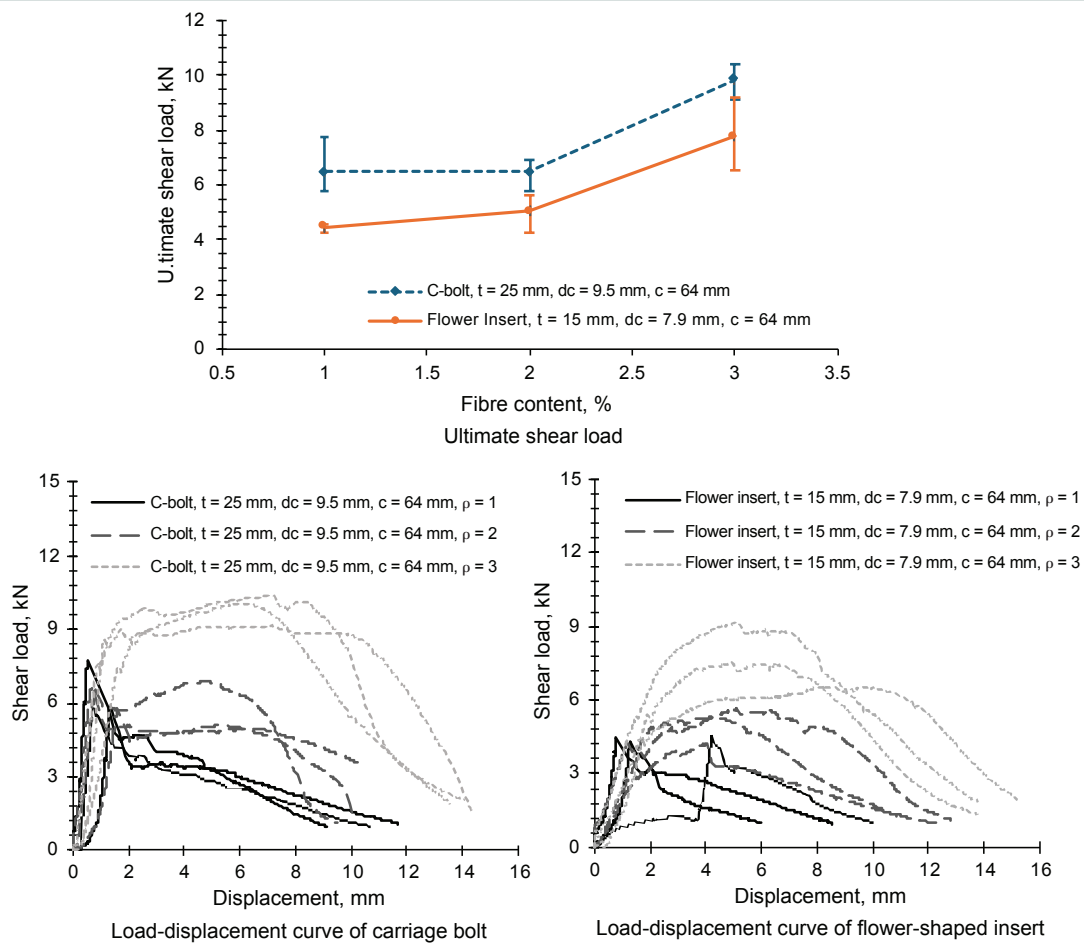 12
10
8
6
4
2
0
U.timate shear load, kN
C-bolt, t = 25 mm, dc = 9.5 mm, c = 64 mm
Flower Insert, t = 15 mm, dc = 7.9 mm, c = 64 mm
0.5 1 1.5 2 2.5 3 3.5
Fibre content, %
Ultimate shear load
15
12
9
6
3
0
Shear load, kN
C-bolt, t = 25 mm, dc = 9.5 mm, c = 64 mm, ρ = 1
C-bolt, t = 25 mm, dc = 9.5 mm, c = 64 mm, ρ = 2
C-bolt, t = 25 mm, dc = 9.5 mm, c = 64 mm, ρ = 3
0 2 4 6 8 10 12 14 16
Displacement, mm
Load-displacement curve of carriage bolt
15
12
9
6
3
0
Shear load, kN
Flower insert, t = 15 mm, dc = 7.9 mm, c = 64 mm, ρ = 1
Flower insert, t = 15 mm, dc = 7.9 mm, c = 64 mm, ρ = 2
Flower insert, t = 15 mm, dc = 7.9 mm, c = 64 mm, ρ = 3
0 2 4 6 8 10 12 14 16
Displacement, mm
Load-displacement curve of flower-shaped insert